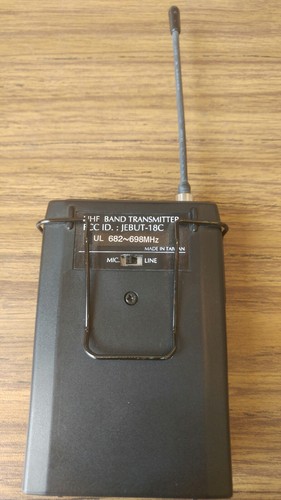 UHF BAND TRANSMITTER
FCC ID. : JEBUT-18C
UL 682~698MHz
MADE IN TAIWAN
MIC LINE